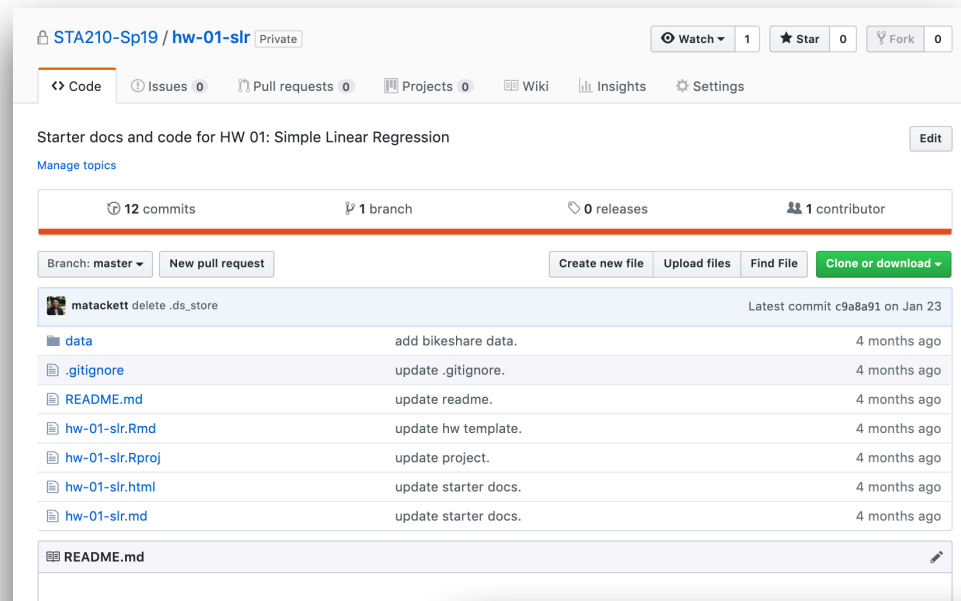 STA210-Sp19 / hw-01-slr Private Watch 1 Star 0 Fork 0
Code Issues 0 Pull requests 0 Projects 0 Wiki Insights Settings
Starter docs and code for HW 01: Simple Linear Regression Edit
Manage topics
12 commits 1 branch 0 releases 1 contributor
Branch: master New pull request Create new file Upload files Find File Clone or download
matackett delete .ds_store Latest commit c9a8a91 on Jan 23
data add bikeshare data. 4 months ago
.gitignore update .gitignore. 4 months ago
README.md update readme. 4 months ago
hw-01-slr.Rmd update hw template. 4 months ago
hw-01-slr.Rproj update project. 4 months ago
hw-01-slr.html update starter docs. 4 months ago
hw-01-slr.md update starter docs. 4 months ago
README.md